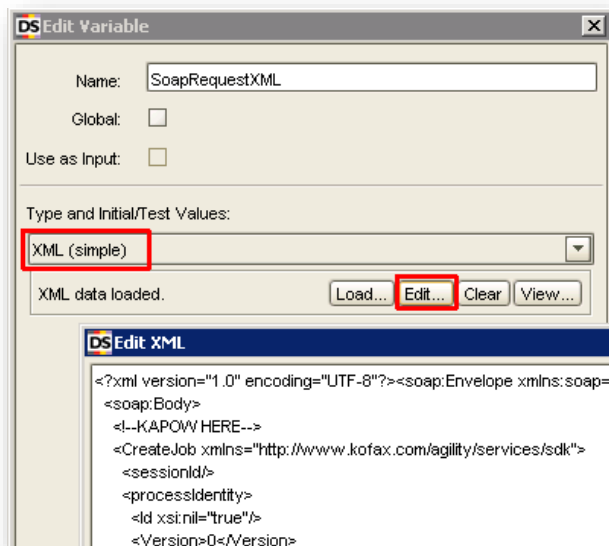 DS Edit Variable
Name: SoapRequestXML
Global:
Use as Input:
Type and Initial/Test Values:
XML (simple)
XML data loaded. Load... Edit... Clear View...
DS Edit XML
<?xml version="1.0" encoding="UTF-8"?><soap:Envelope xmlns:soap=
<soap:Body>
<!--KAPOW HERE-->
<CreateJob xmlns="http://www.kofax.com/agility/services/sdk">
<sessionId/>
<processIdentity>
<Id xsi:nil="true"/>
<Version>0</Version>